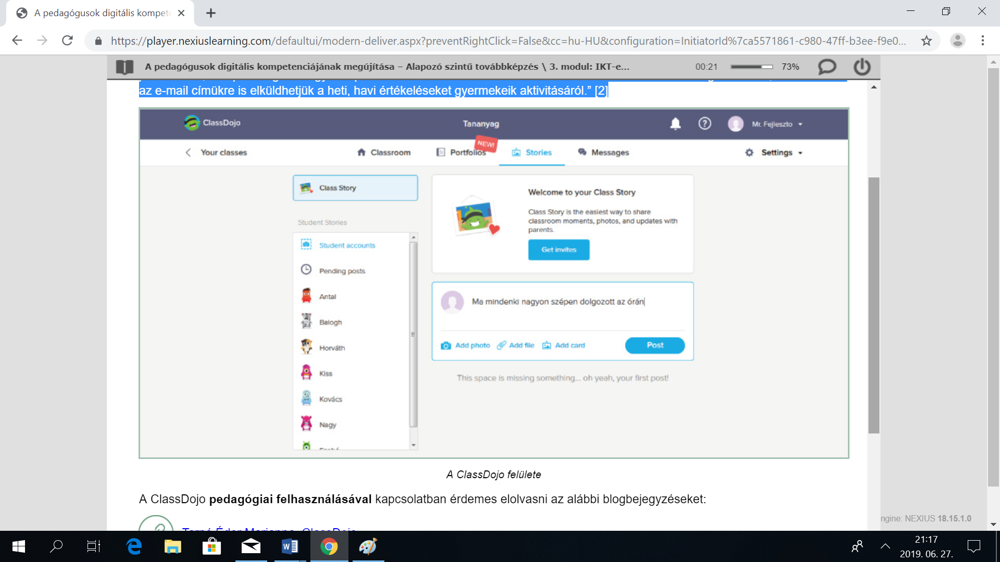 A pedagógusok digitális kompete
https://player.nexiuslearning.com/defaultui/modern-deliver.aspx?preventRightClick=False&cc=hu-HU&configuration=InitiatorId%7ca5571861-c980-47ff-b3ee-f9e0...
A pedagógusok digitális kompetenciájának megújítása – Alapozó szintű továbbképzés \ 3. modul: IKT-e...
00:21
73%
az e-mail címükre is elküldhetjük a heti, havi értékeléseket gyermekeik aktivitásáról.” [2]
ClassDojo
Tananyag
Mr. Fejleszto
Your classes
Classroom
Portfolios
NEW!
Stories
Messages
Settings
Class Story
Student Stories
Student accounts
Pending posts
Antal
Balogh
Horváth
Kiss
Kovács
Nagy
Welcome to your Class Story
Class Story is the easiest way to share
classroom moments, photos, and updates with
parents.
Get invites
Ma mindenki nagyon szépen dolgozott az órán
Add photo
Add file
Add card
Post
This space is missing something... oh yeah, your first post!
A ClassDojo felülete
A ClassDojo pedagógiai felhasználásával kapcsolatban érdemes elolvasni az alábbi blogbejegyzéseket:
ngine: NEXIUS 18.15.1.0
21:17
2019. 06. 27.